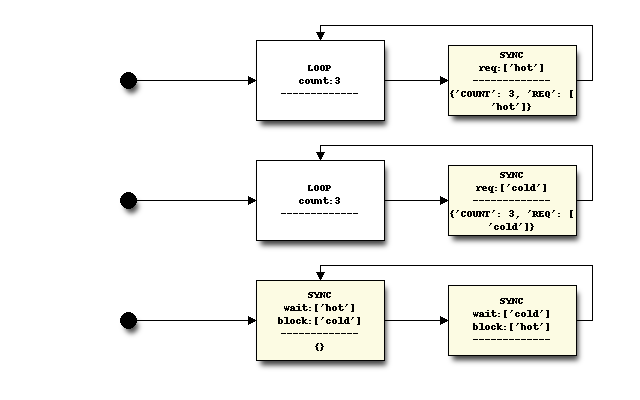 LOOP
count:3
-------------
SYNC
req:['hot']
-------------
{'COUNT': 3, 'REQ': [
'hot']}
LOOP
count:3
-------------
SYNC
req:['cold']
-------------
{'COUNT': 3, 'REQ': [
'cold']}
SYNC
wait:['hot']
block:['cold']
-------------
{}
SYNC
wait:['cold']
block:['hot']
-------------